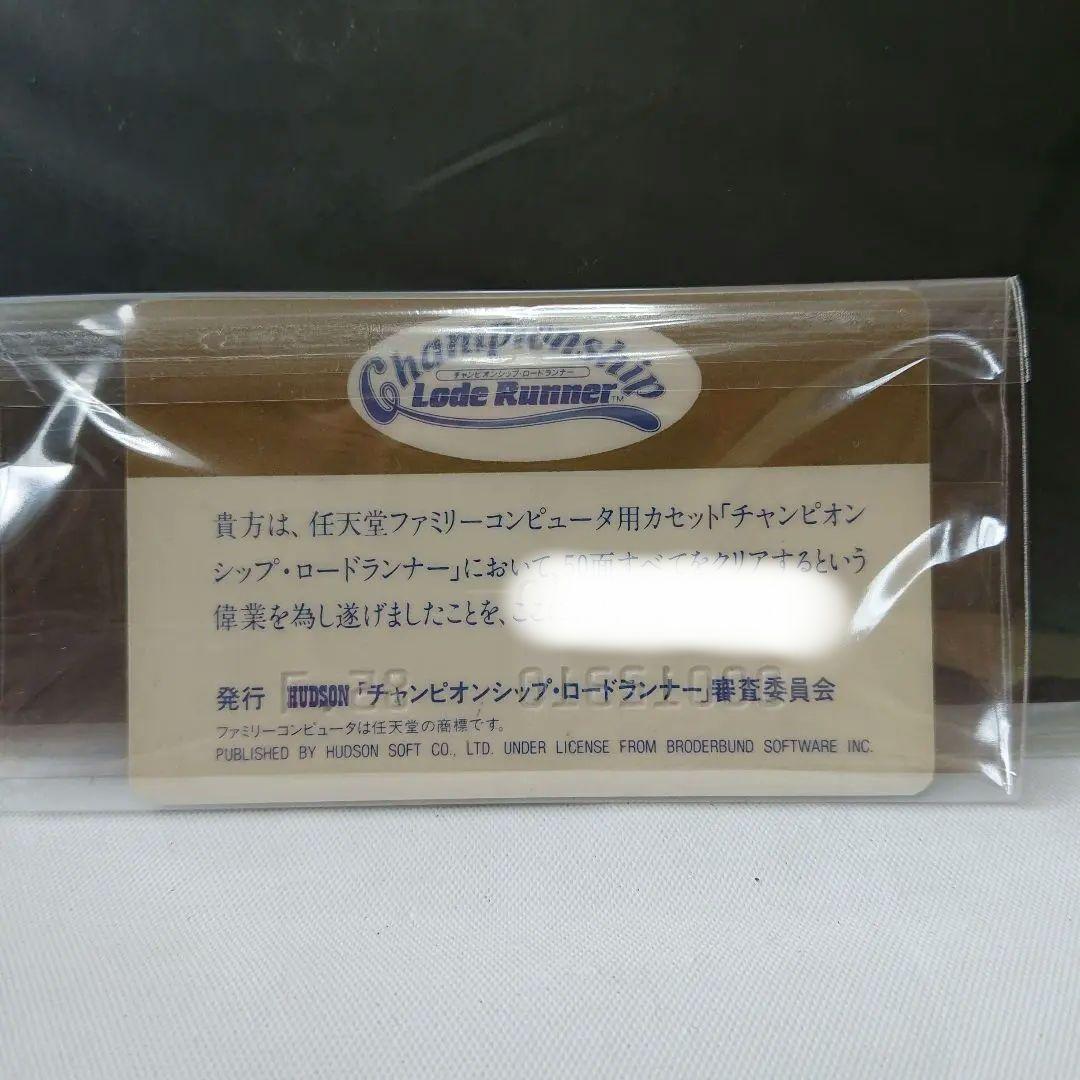 Championship
チャンピオンシップ・ロードランナー
Lode Runner™
貴方は、任天堂ファミリーコンピュータ用カセット「チャンピオン
シップ・ロードランナー」において、50面すべてをクリアするという
偉業を為し遂げましたことを、ここ
発行 HUDSON「チャンピオンシップ・ロードランナー」審査委員会
ファミリーコンピュータは任天堂の商標です。
PUBLISHED BY HUDSON SOFT CO., LTD. UNDER LICENSE FROM BRODERBUND SOFTWARE INC.